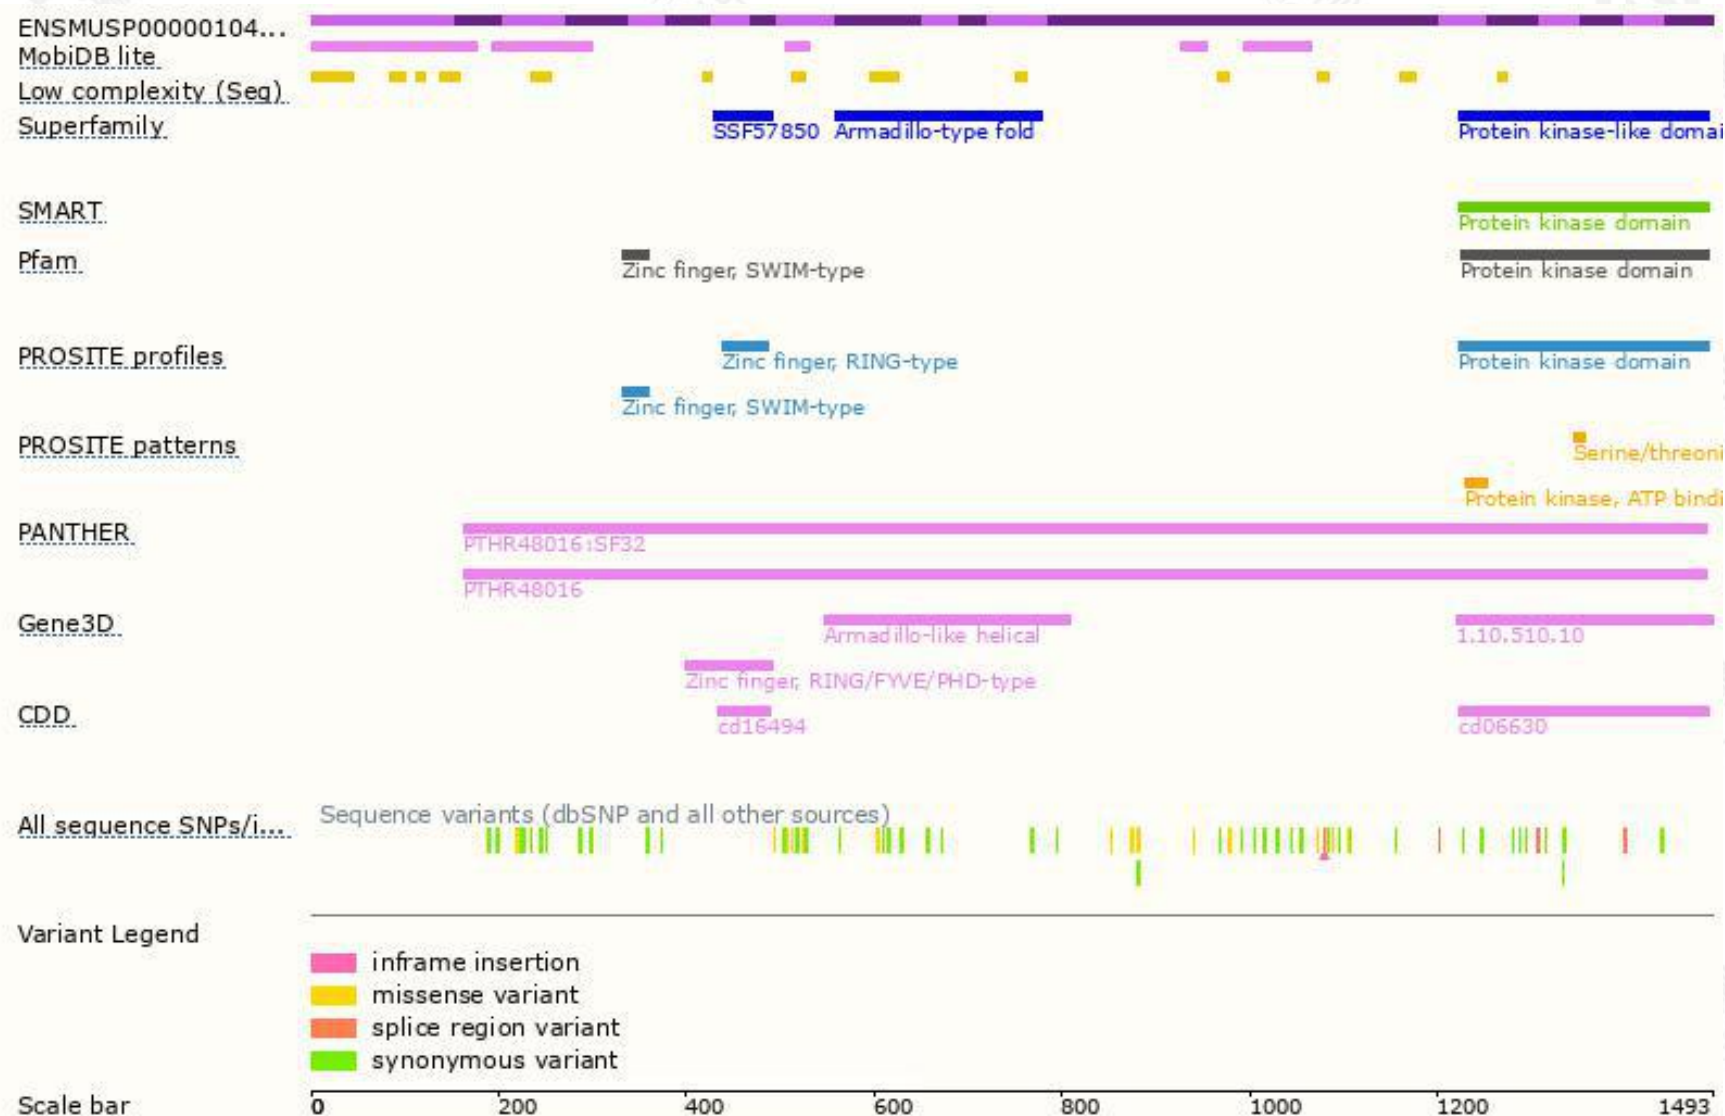 ENSMUSP00000104...
MobiDB lite
Low complexity (Seg)
Superfamily
SSF57850 Armadillo-type fold Protein kinase-like domai
SMART
Protein kinase domain
Pfam
Zinc finger, SWIM-type Protein kinase domain
PROSITE profiles
Zinc finger, RING-type Protein kinase domain
Zinc finger, SWIM-type
PROSITE patterns
Serine/threoni
Protein kinase, ATP bindi
PANTHER
PTHR48016:SF32
PTHR48016
Gene3D
Armadillo-like helical 1.10.510.10
Zinc finger, RING/FYVE/PHD-type
CDD
cd16494 cd06630
Sequence variants (dbSNP and all other sources)
All sequence SNPs/i...
Variant Legend
inframe insertion
missense variant
splice region variant
synonymous variant
Scale bar 0 200 400 600 800 1000 1200 1493